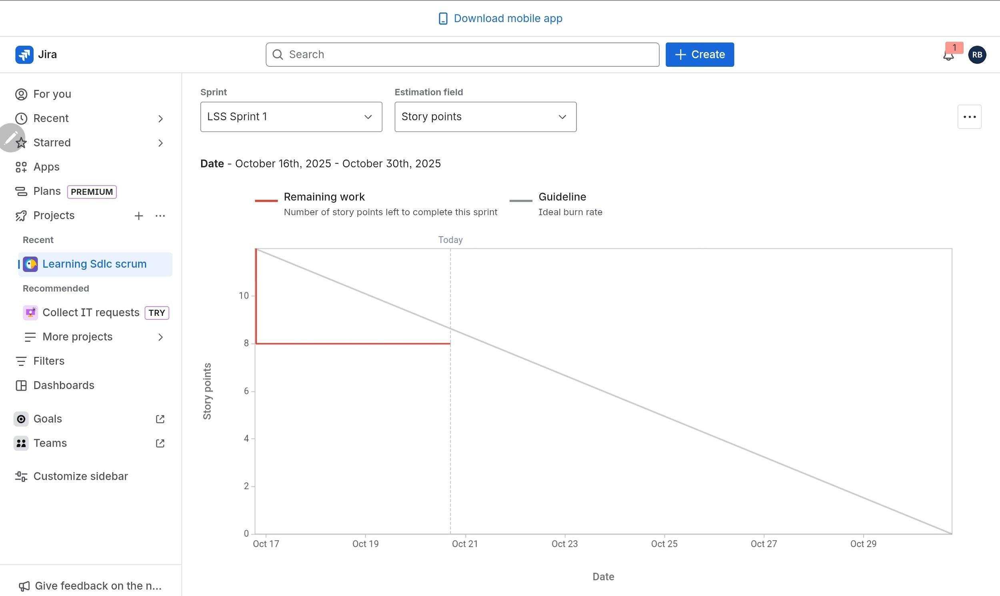 Download mobile app
Jira
Search
Create
1
RB
For you
Recent
Starred
Apps
Plans PREMIUM
Projects
Recent
Learning Sdlc scrum
Recommended
Collect IT requests TRY
More projects
Filters
Dashboards
Goals
Teams
Customize sidebar
Give feedback on the n...
Sprint
LSS Sprint 1
Estimation field
Story points
Date - October 16th, 2025 - October 30th, 2025
Remaining work
Number of story points left to complete this sprint
Guideline
Ideal burn rate
Today
Story points
10
8
6
4
2
0
Oct 17 Oct 19 Oct 21 Oct 23 Oct 25 Oct 27 Oct 29
Date